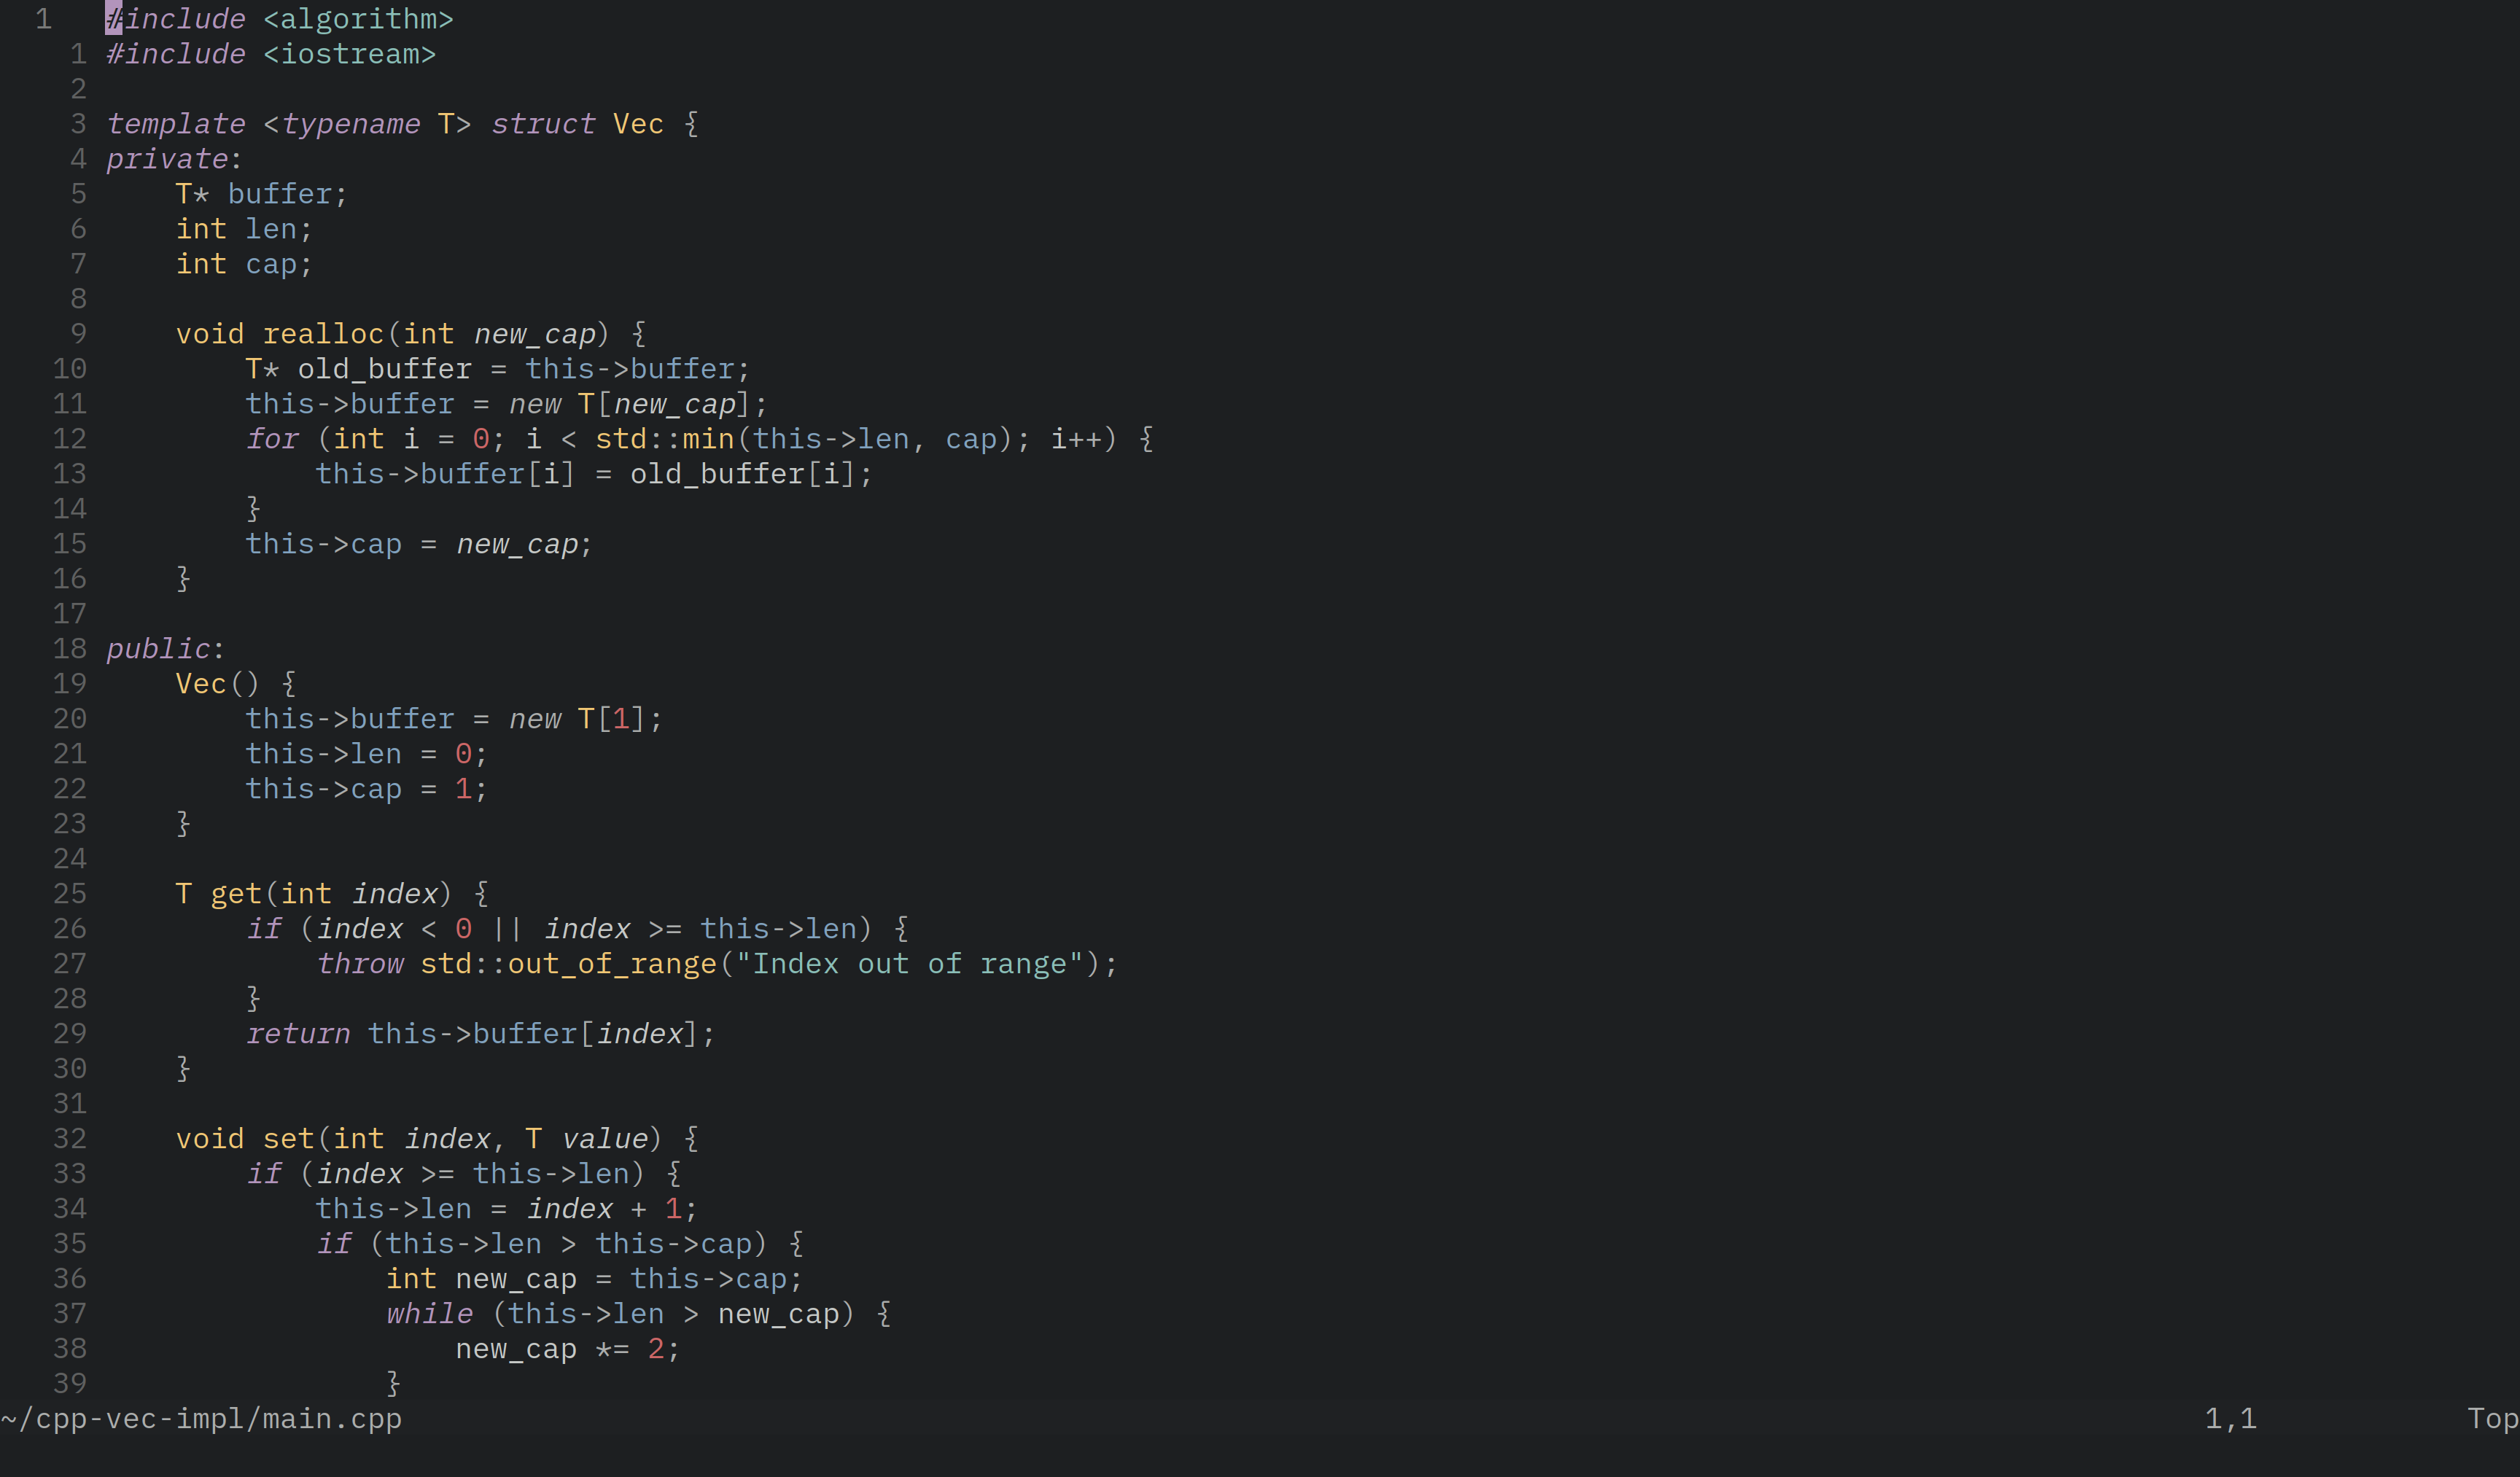 1   #include <algorithm>
  1 #include <iostream>
  2
  3 template <typename T> struct Vec {
  4 private:
  5     T* buffer;
  6     int len;
  7     int cap;
  8
  9     void realloc(int new_cap) {
 10         T* old_buffer = this->buffer;
 11         this->buffer = new T[new_cap];
 12         for (int i = 0; i < std::min(this->len, cap); i++) {
 13             this->buffer[i] = old_buffer[i];
 14         }
 15         this->cap = new_cap;
 16     }
 17
 18 public:
 19     Vec() {
 20         this->buffer = new T[1];
 21         this->len = 0;
 22         this->cap = 1;
 23     }
 24
 25     T get(int index) {
 26         if (index < 0 || index >= this->len) {
 27             throw std::out_of_range("Index out of range");
 28         }
 29         return this->buffer[index];
 30     }
 31
 32     void set(int index, T value) {
 33         if (index >= this->len) {
 34             this->len = index + 1;
 35             if (this->len > this->cap) {
 36                 int new_cap = this->cap;
 37                 while (this->len > new_cap) {
 38                     new_cap *= 2;
 39                 }
~/cpp-vec-impl/main.cpp 1,1 Top